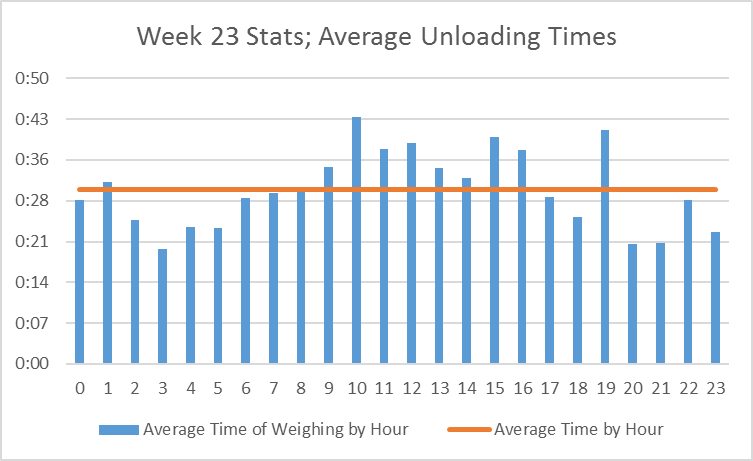 Week 23 Stats; Average Unloading Times
0:50
0:43
0:36
0:28
0:21
0:14
0:07
0:00
0 1 2 3 4 5 6 7 8 9 10 11 12 13 14 15 16 17 18 19 20 21 22 23
Average Time of Weighing by Hour Average Time by Hour